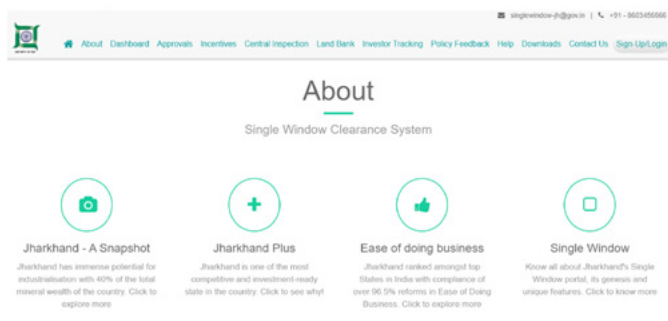 singlewindow-jh@gov.in | +91 - 8603456666
About Dashboard Approvals Incentives Central Inspection Land Bank Investor Tracking Policy Feedback Help Downloads Contact Us Sign-Up/Login
About
Single Window Clearance System
Jharkhand - A Snapshot
Jharkhand has immense potential for
industrialisation with 40% of the total
mineral wealth of the country. Click to
explore more
Jharkhand Plus
Jharkhand is one of the most
competitive and investment-ready
state in the country. Click to see why!
Ease of doing business
Jharkhand ranked amongst top
States in India with compliance of
over 96.5% reforms in Ease of Doing
Business. Click to explore more
Single Window
Know all about Jharkhand's Single
Window portal, its genesis and
unique features. Click to know more